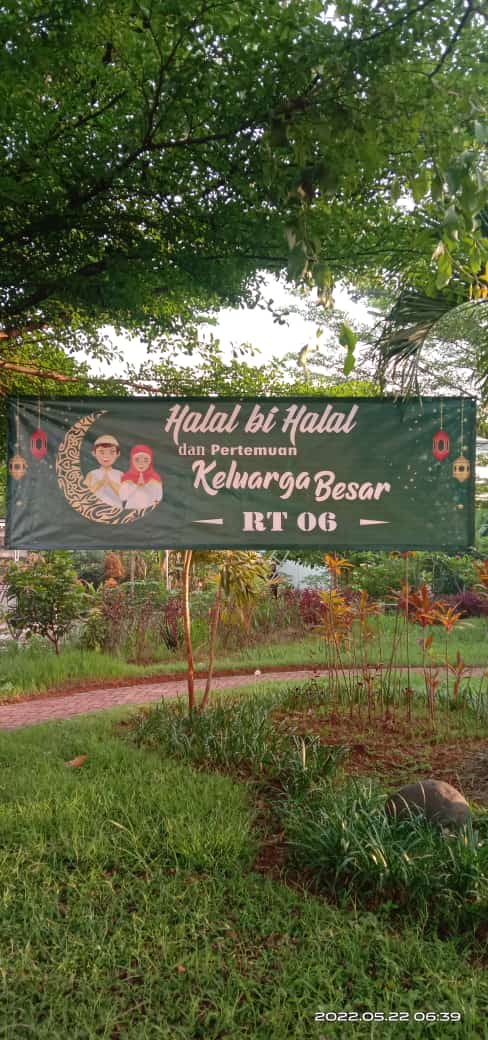 Halal bi Halal
dan Pertemuan
Keluarga Besar
RT 06
2022.05.22 06:39